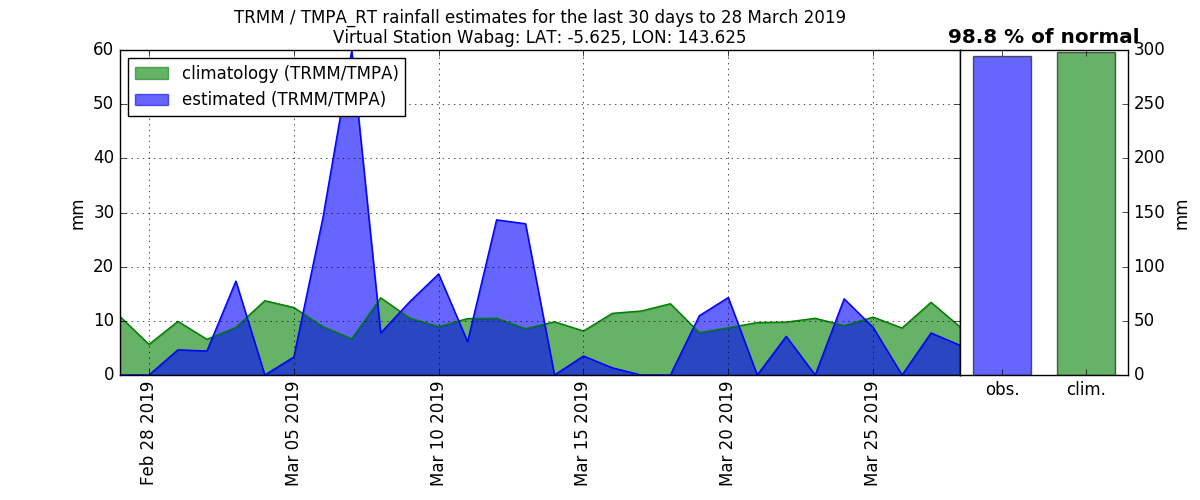 TRMM / TMPA_RT rainfall estimates for the last 30 days to 28 March 2019
Virtual Station Wabag: LAT: -5.625, LON: 143.625
98.8 % of normal
climatology (TRMM/TMPA)
estimated (TRMM/TMPA)
60
50
40
30
20
10
0
mm
Feb 28 2019
Mar 05 2019
Mar 10 2019
Mar 15 2019
Mar 20 2019
Mar 25 2019
obs.
clim.
300
250
200
150
100
50
0
mm